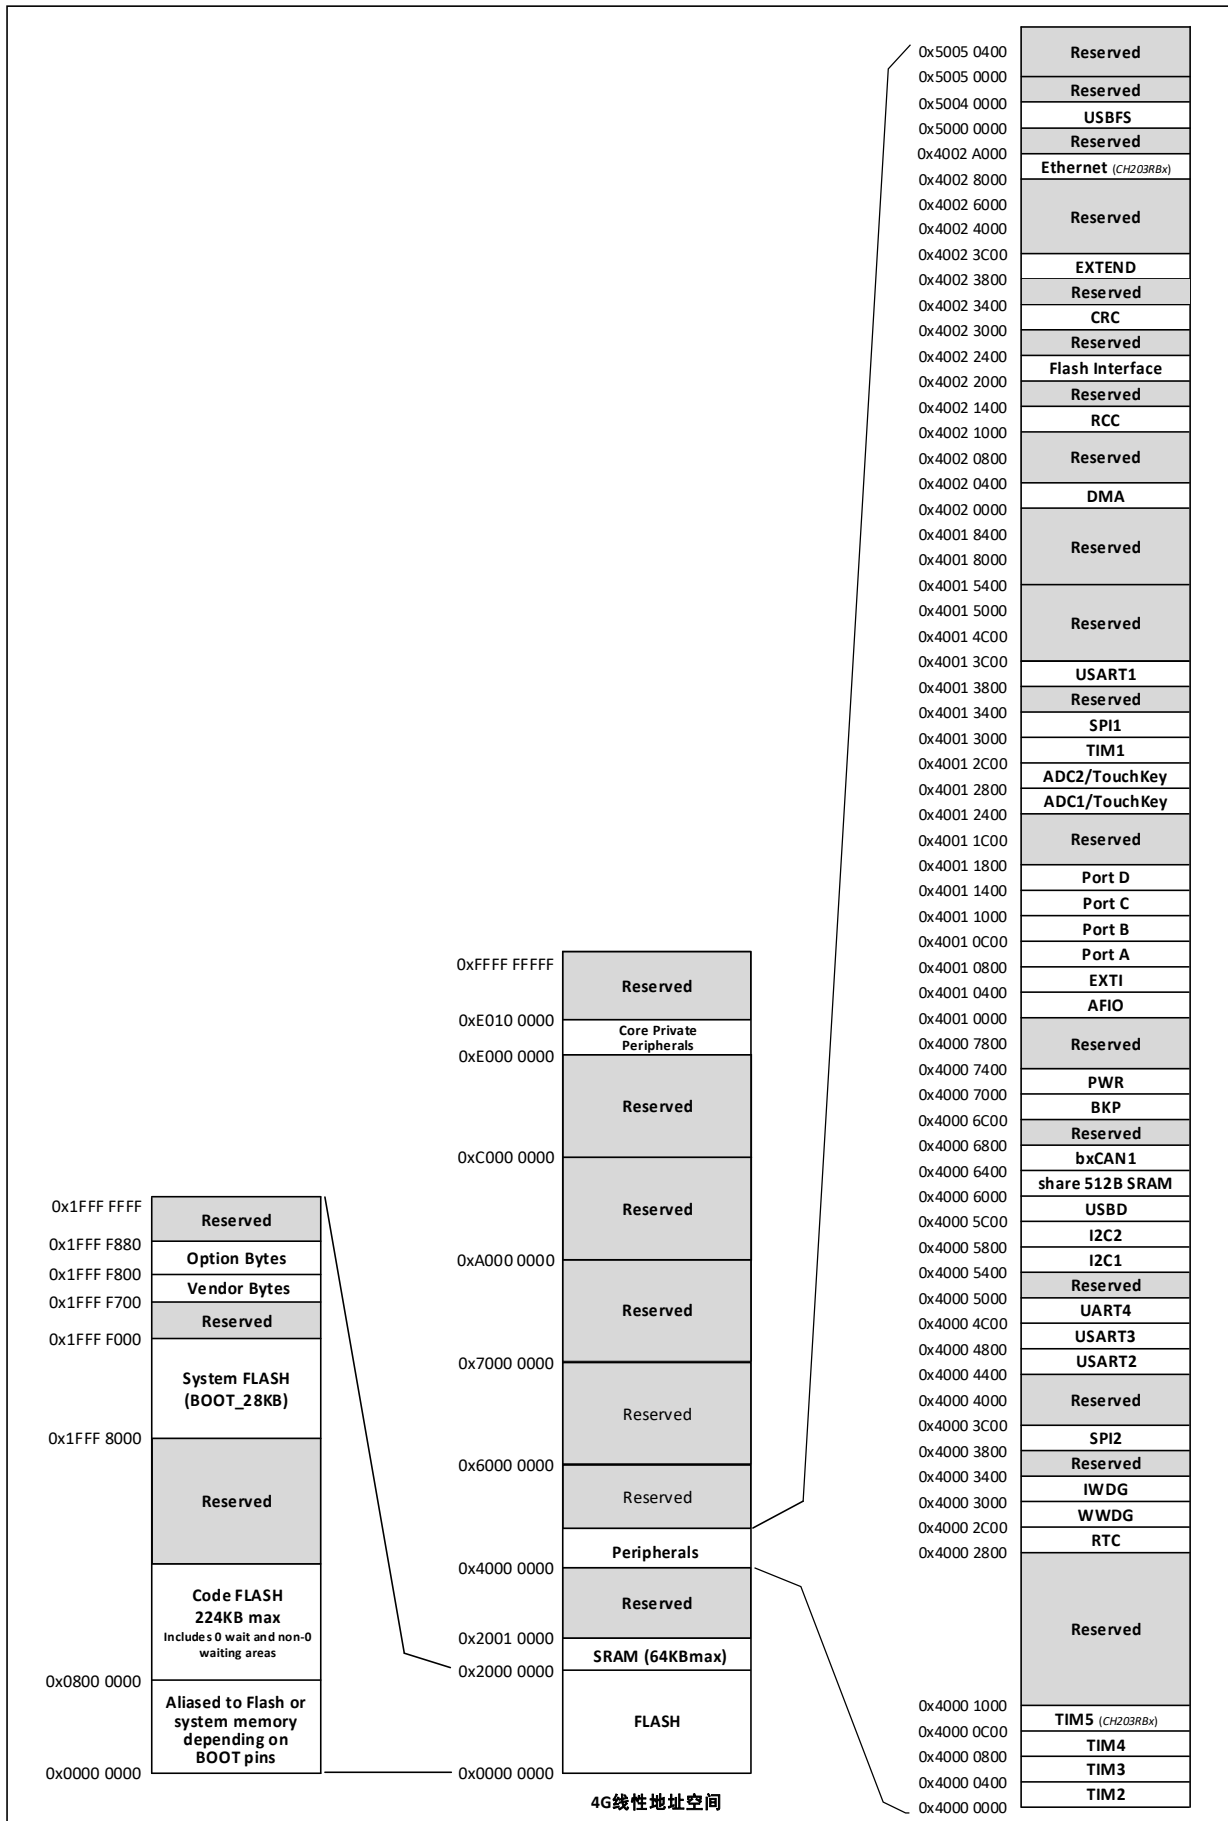 0x1FFF FFFF
Reserved
0x1FFF F880
Option Bytes
0x1FFF F800
Vendor Bytes
0x1FFF F700
Reserved
0x1FFF F000
System FLASH
(BOOT_28KB)
0x1FFF 8000
Reserved
Code FLASH
224KB max
Includes 0 wait and non-0
waiting areas
0x0800 0000
Aliased to Flash or
system memory
depending on
BOOT pins
0x0000 0000
0xFFFF FFFFF
Reserved
0xE010 0000
Core Private
Peripherals
0xE000 0000
Reserved
0xC000 0000
Reserved
0xA000 0000
Reserved
0x7000 0000
Reserved
0x6000 0000
Reserved
Peripherals
0x4000 0000
Reserved
0x2001 0000
SRAM (64KBmax)
0x2000 0000
FLASH
0x0000 0000
4G线性地址空间
0x5005 0400
Reserved
0x5005 0000
Reserved
0x5004 0000
USBFS
0x5000 0000
Reserved
0x4002 A000
Ethernet (CH203RBx)
0x4002 8000
0x4002 6000
Reserved
0x4002 4000
0x4002 3C00
EXTEND
0x4002 3800
Reserved
0x4002 3400
CRC
0x4002 3000
Reserved
0x4002 2400
Flash Interface
0x4002 2000
Reserved
0x4002 1400
RCC
0x4002 1000
0x4002 0800 Reserved
0x4002 0400
DMA
0x4002 0000
0x4001 8400
Reserved
0x4001 8000
0x4001 5400
0x4001 5000
Reserved
0x4001 4C00
0x4001 3C00
USART1
0x4001 3800
Reserved
0x4001 3400
SPI1
0x4001 3000
TIM1
0x4001 2C00
ADC2/TouchKey
0x4001 2800
ADC1/TouchKey
0x4001 2400
0x4001 1C00 Reserved
0x4001 1800
Port D
0x4001 1400
Port C
0x4001 1000
Port B
0x4001 0C00
Port A
0x4001 0800
EXTI
0x4001 0400
AFIO
0x4001 0000
0x4000 7800 Reserved
0x4000 7400
PWR
0x4000 7000
BKP
0x4000 6C00
Reserved
0x4000 6800
bxCAN1
0x4000 6400
share 512B SRAM
0x4000 6000
USBD
0x4000 5C00
I2C2
0x4000 5800
I2C1
0x4000 5400
Reserved
0x4000 5000
UART4
0x4000 4C00
USART3
0x4000 4800
USART2
0x4000 4400
0x4000 4000 Reserved
0x4000 3C00
SPI2
0x4000 3800
Reserved
0x4000 3400
IWDG
0x4000 3000
WWDG
0x4000 2C00
RTC
0x4000 2800
Reserved
0x4000 1000
TIM5 (CH203RBx)
0x4000 0C00
TIM4
0x4000 0800
TIM3
0x4000 0400
TIM2
0x4000 0000